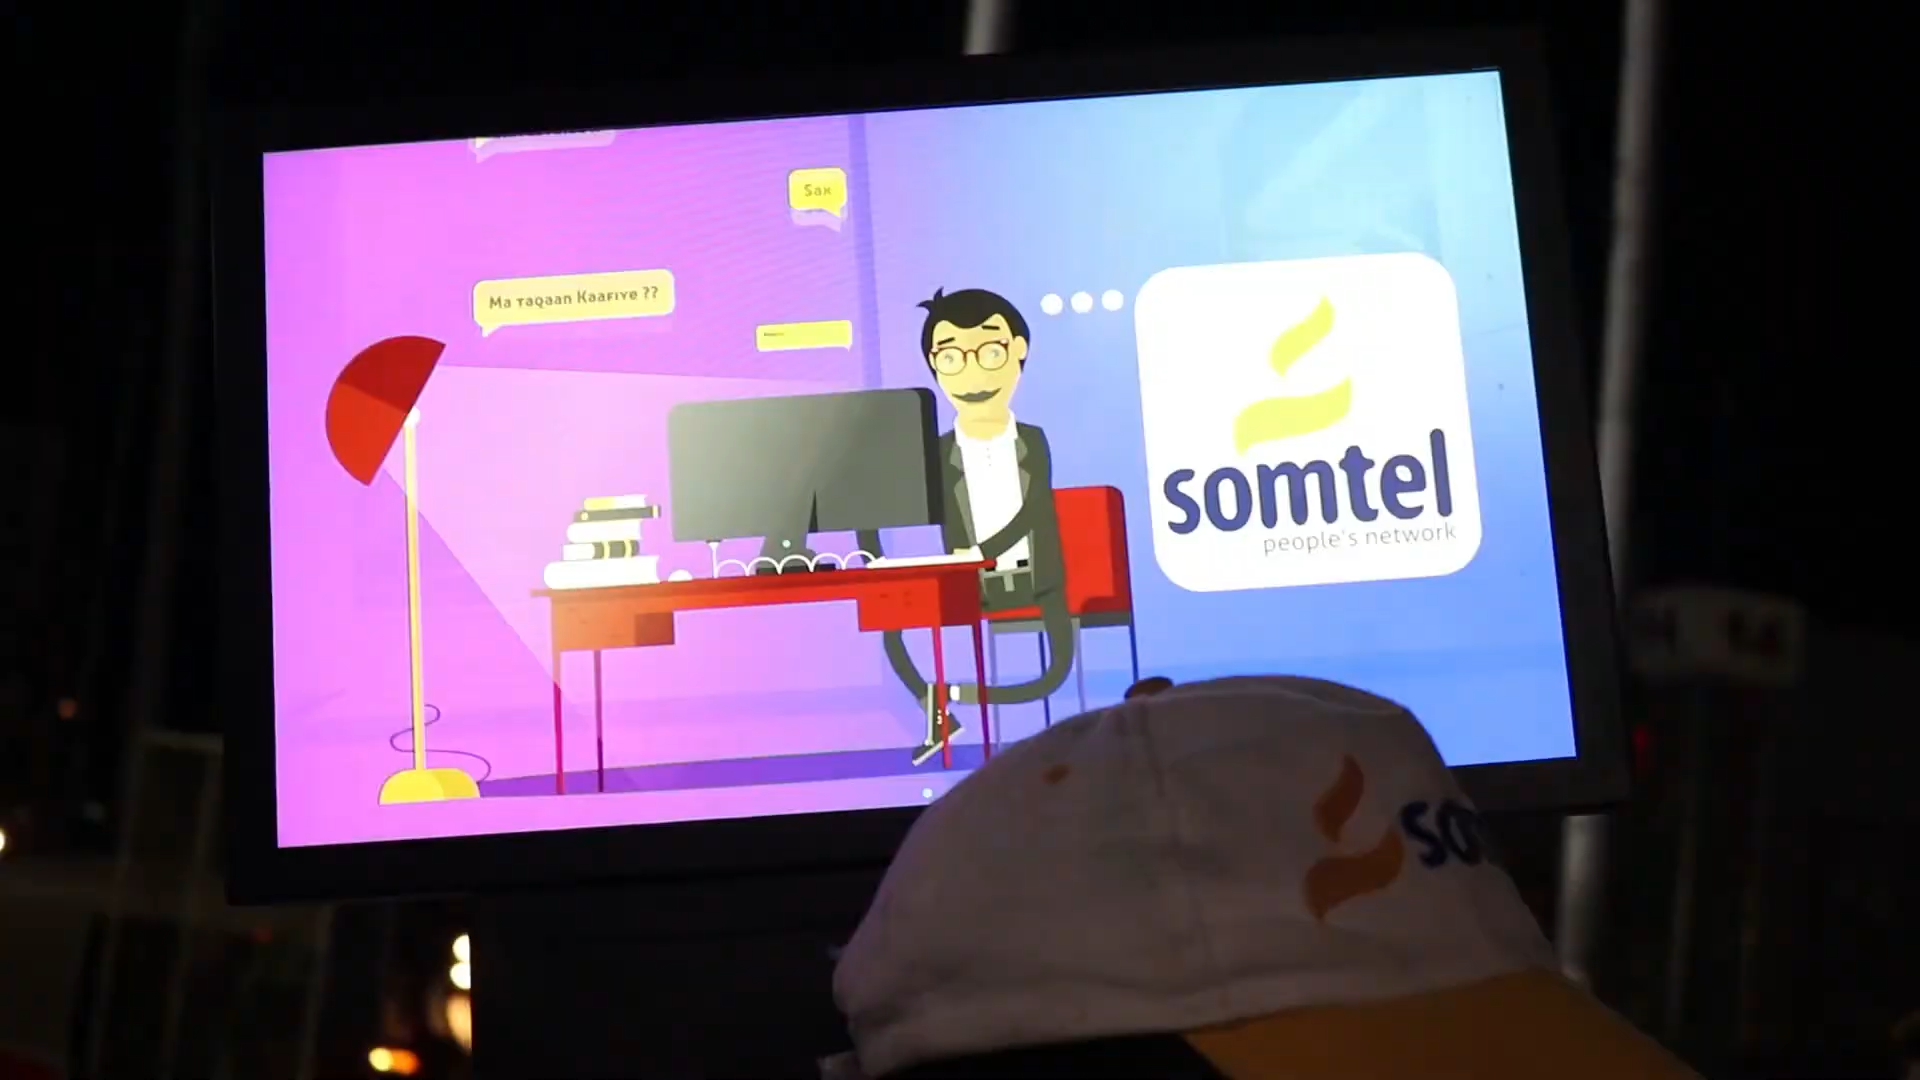 Sax
Ma taqaan Kaafiye ??
somtel
people's network
so